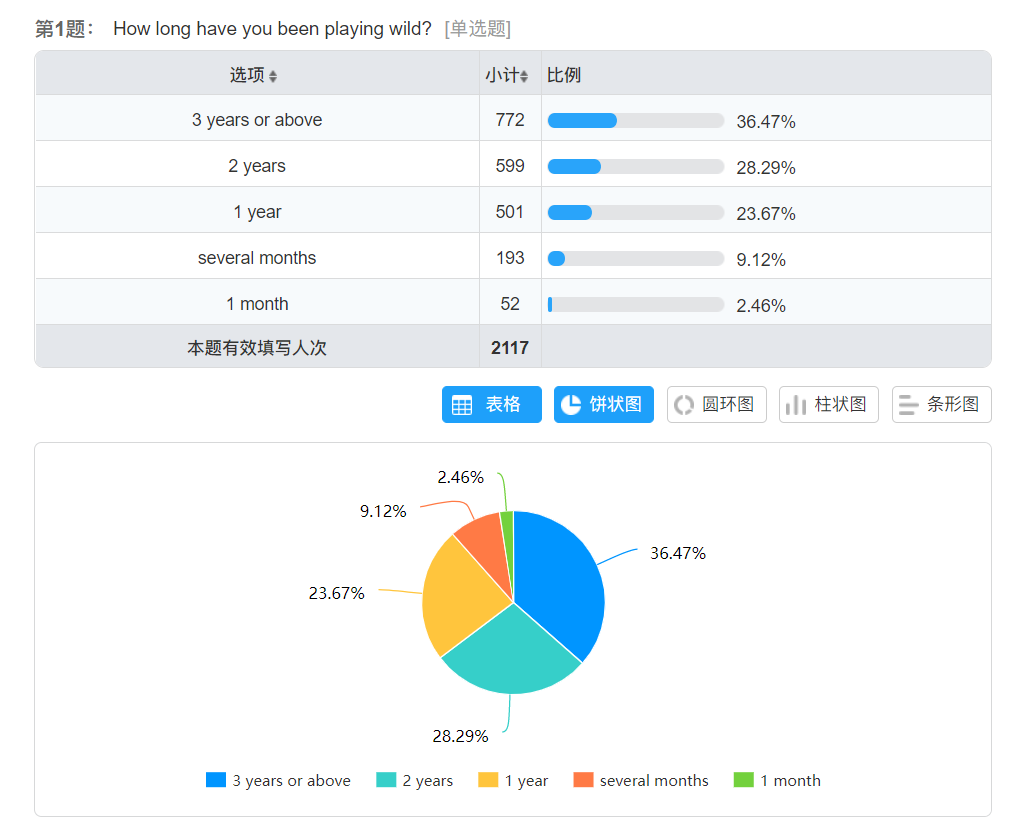 第1题： How long have you been playing wild? [单选题]
选项 小计 比例
3 years or above 772 36.47%
2 years 599 28.29%
1 year 501 23.67%
several months 193 9.12%
1 month 52 2.46%
本题有效填写人次 2117
表格 饼状图 圆环图 柱状图 条形图
2.46%
9.12%
36.47%
23.67%
28.29%
3 years or above 2 years 1 year several months 1 month